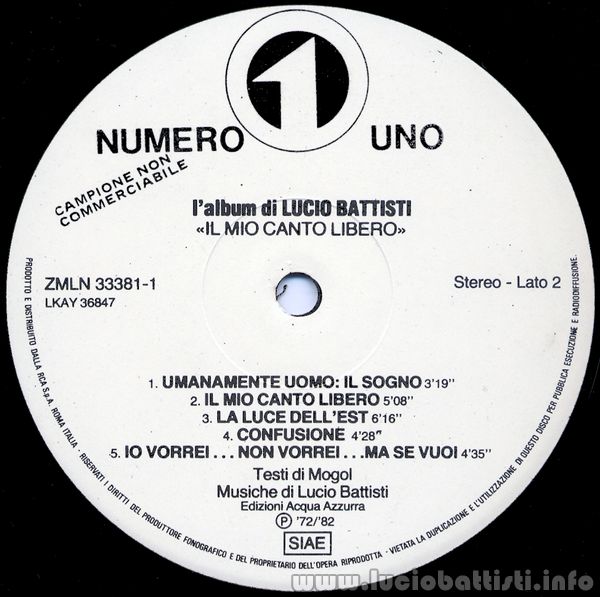 1
NUMERO UNO
CAMPIONE NON
COMMERCIABILE
l'album di LUCIO BATTISTI
«IL MIO CANTO LIBERO»
ZMLN 33381-1
LKAY 36847
Stereo - Lato 2
1. UMANAMENTE UOMO: IL SOGNO 3'19"
2. IL MIO CANTO LIBERO 5'08"
3. LA LUCE DELL'EST 6'16"
4. CONFUSIONE 4'28"
5. IO VORREI . . . NON VORREI . . . MA SE VUOI 4'35"
Testi di Mogol
Musiche di Lucio Battisti
Edizioni Acqua Azzurra
Ⓟ '72/'82
SIAE
PRODOTTO E DISTRIBUITO DALLA RCA S.p.A. ROMA ITALIA - RISERVATI I DIRITTI DEL PRODUTTORE FONOGRAFICO E DEL PROPRIETARIO DELL'OPERA RIPRODOTTA - VIETATA LA DUPLICAZIONE E L'UTILIZZAZIONE DI QUESTO DISCO PER PUBBLICA ESECUZIONE E RADIODIFFUSIONE.
www.luciobattisti.info